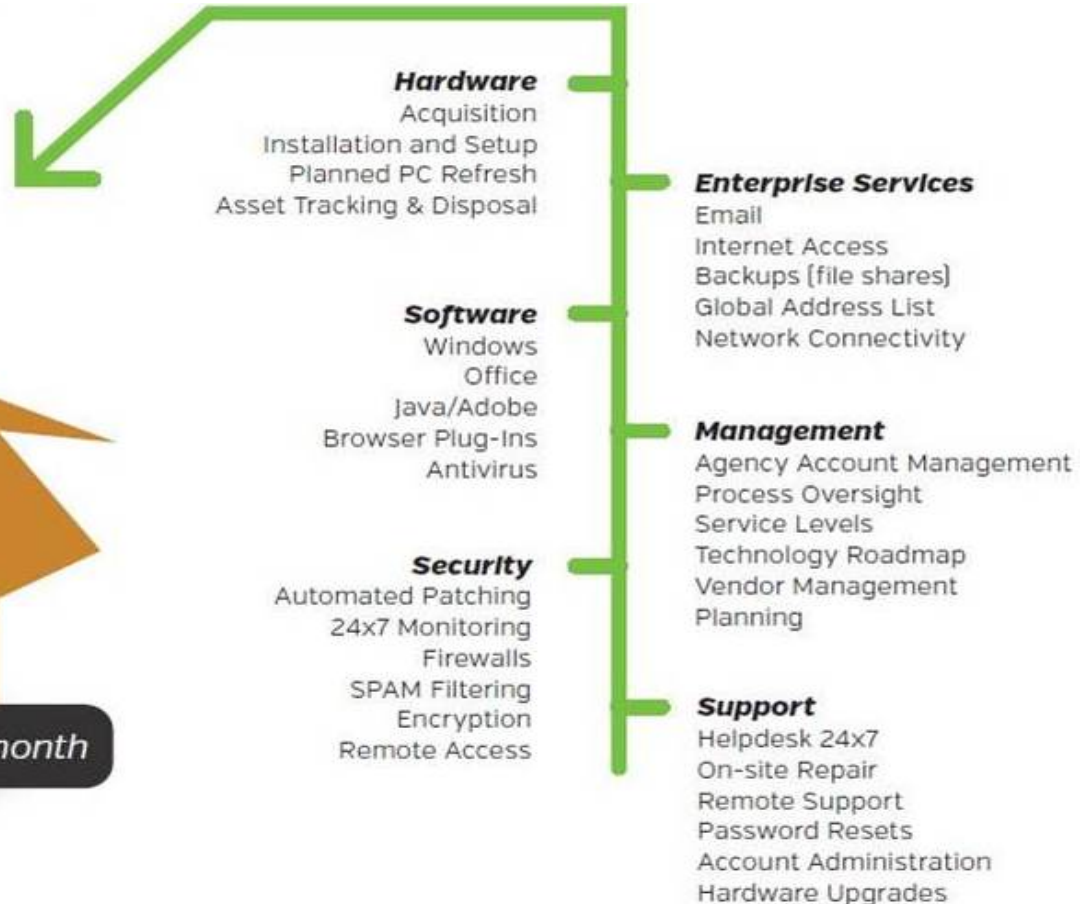 Hardware
Acquisition
Installation and Setup
Planned PC Refresh
Asset Tracking & Disposal
Software
Windows
Office
Java/Adobe
Browser Plug-Ins
Antivirus
Security
Automated Patching
24x7 Monitoring
Firewalls
SPAM Filtering
Encryption
Remote Access
Enterprise Services
Email
Internet Access
Backups (file shares)
Global Address List
Network Connectivity
Management
Agency Account Management
Process Oversight
Service Levels
Technology Roadmap
Vendor Management
Planning
Support
Helpdesk 24x7
On-site Repair
Remote Support
Password Resets
Account Administration
Hardware Upgrades